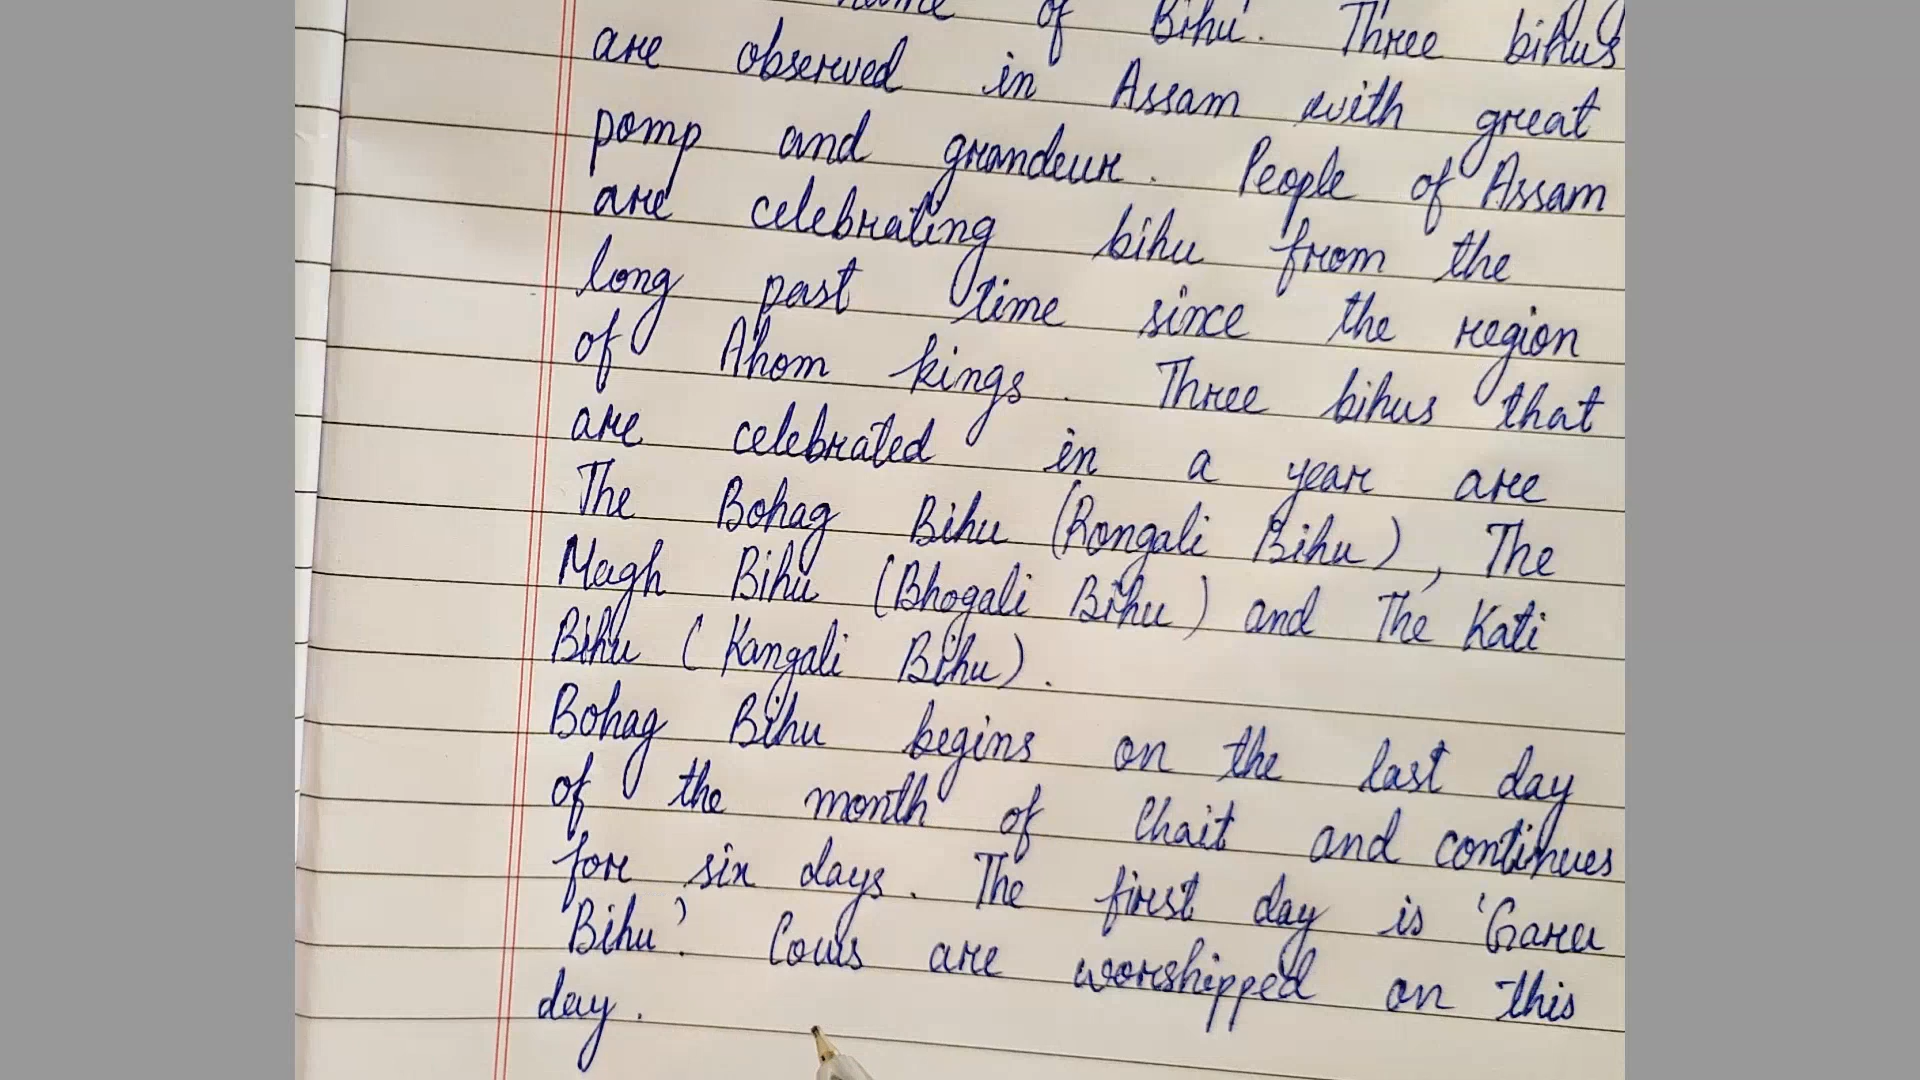 name of Bihu'. Three bihus
are observed in Assam with great
pomp and grandeur. People of Assam
are celebrating bihu from the
long past time since the region
of Ahom kings. Three bihus that
are celebrated in a year are
The Bohag Bihu (Rongali Bihu), The
Magh Bihu (Bhogali Bihu) and The Kati
Bihu (Kangali Bihu).
Bohag Bihu begins on the last day
of the month of Chait and continues
for six days. The first day is 'Garu
Bihu'. Cows are worshipped on this
day.